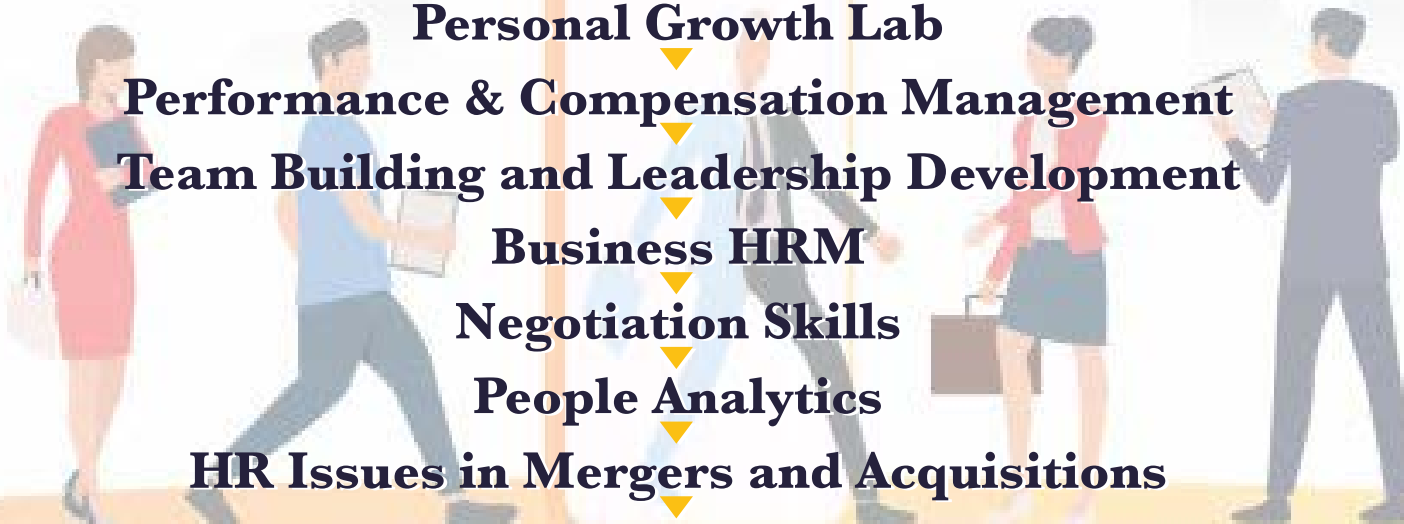 Personal Growth Lab
Performance & Compensation Management
Team Building and Leadership Development
Business HRM
Negotiation Skills
People Analytics
HR Issues in Mergers and Acquisitions